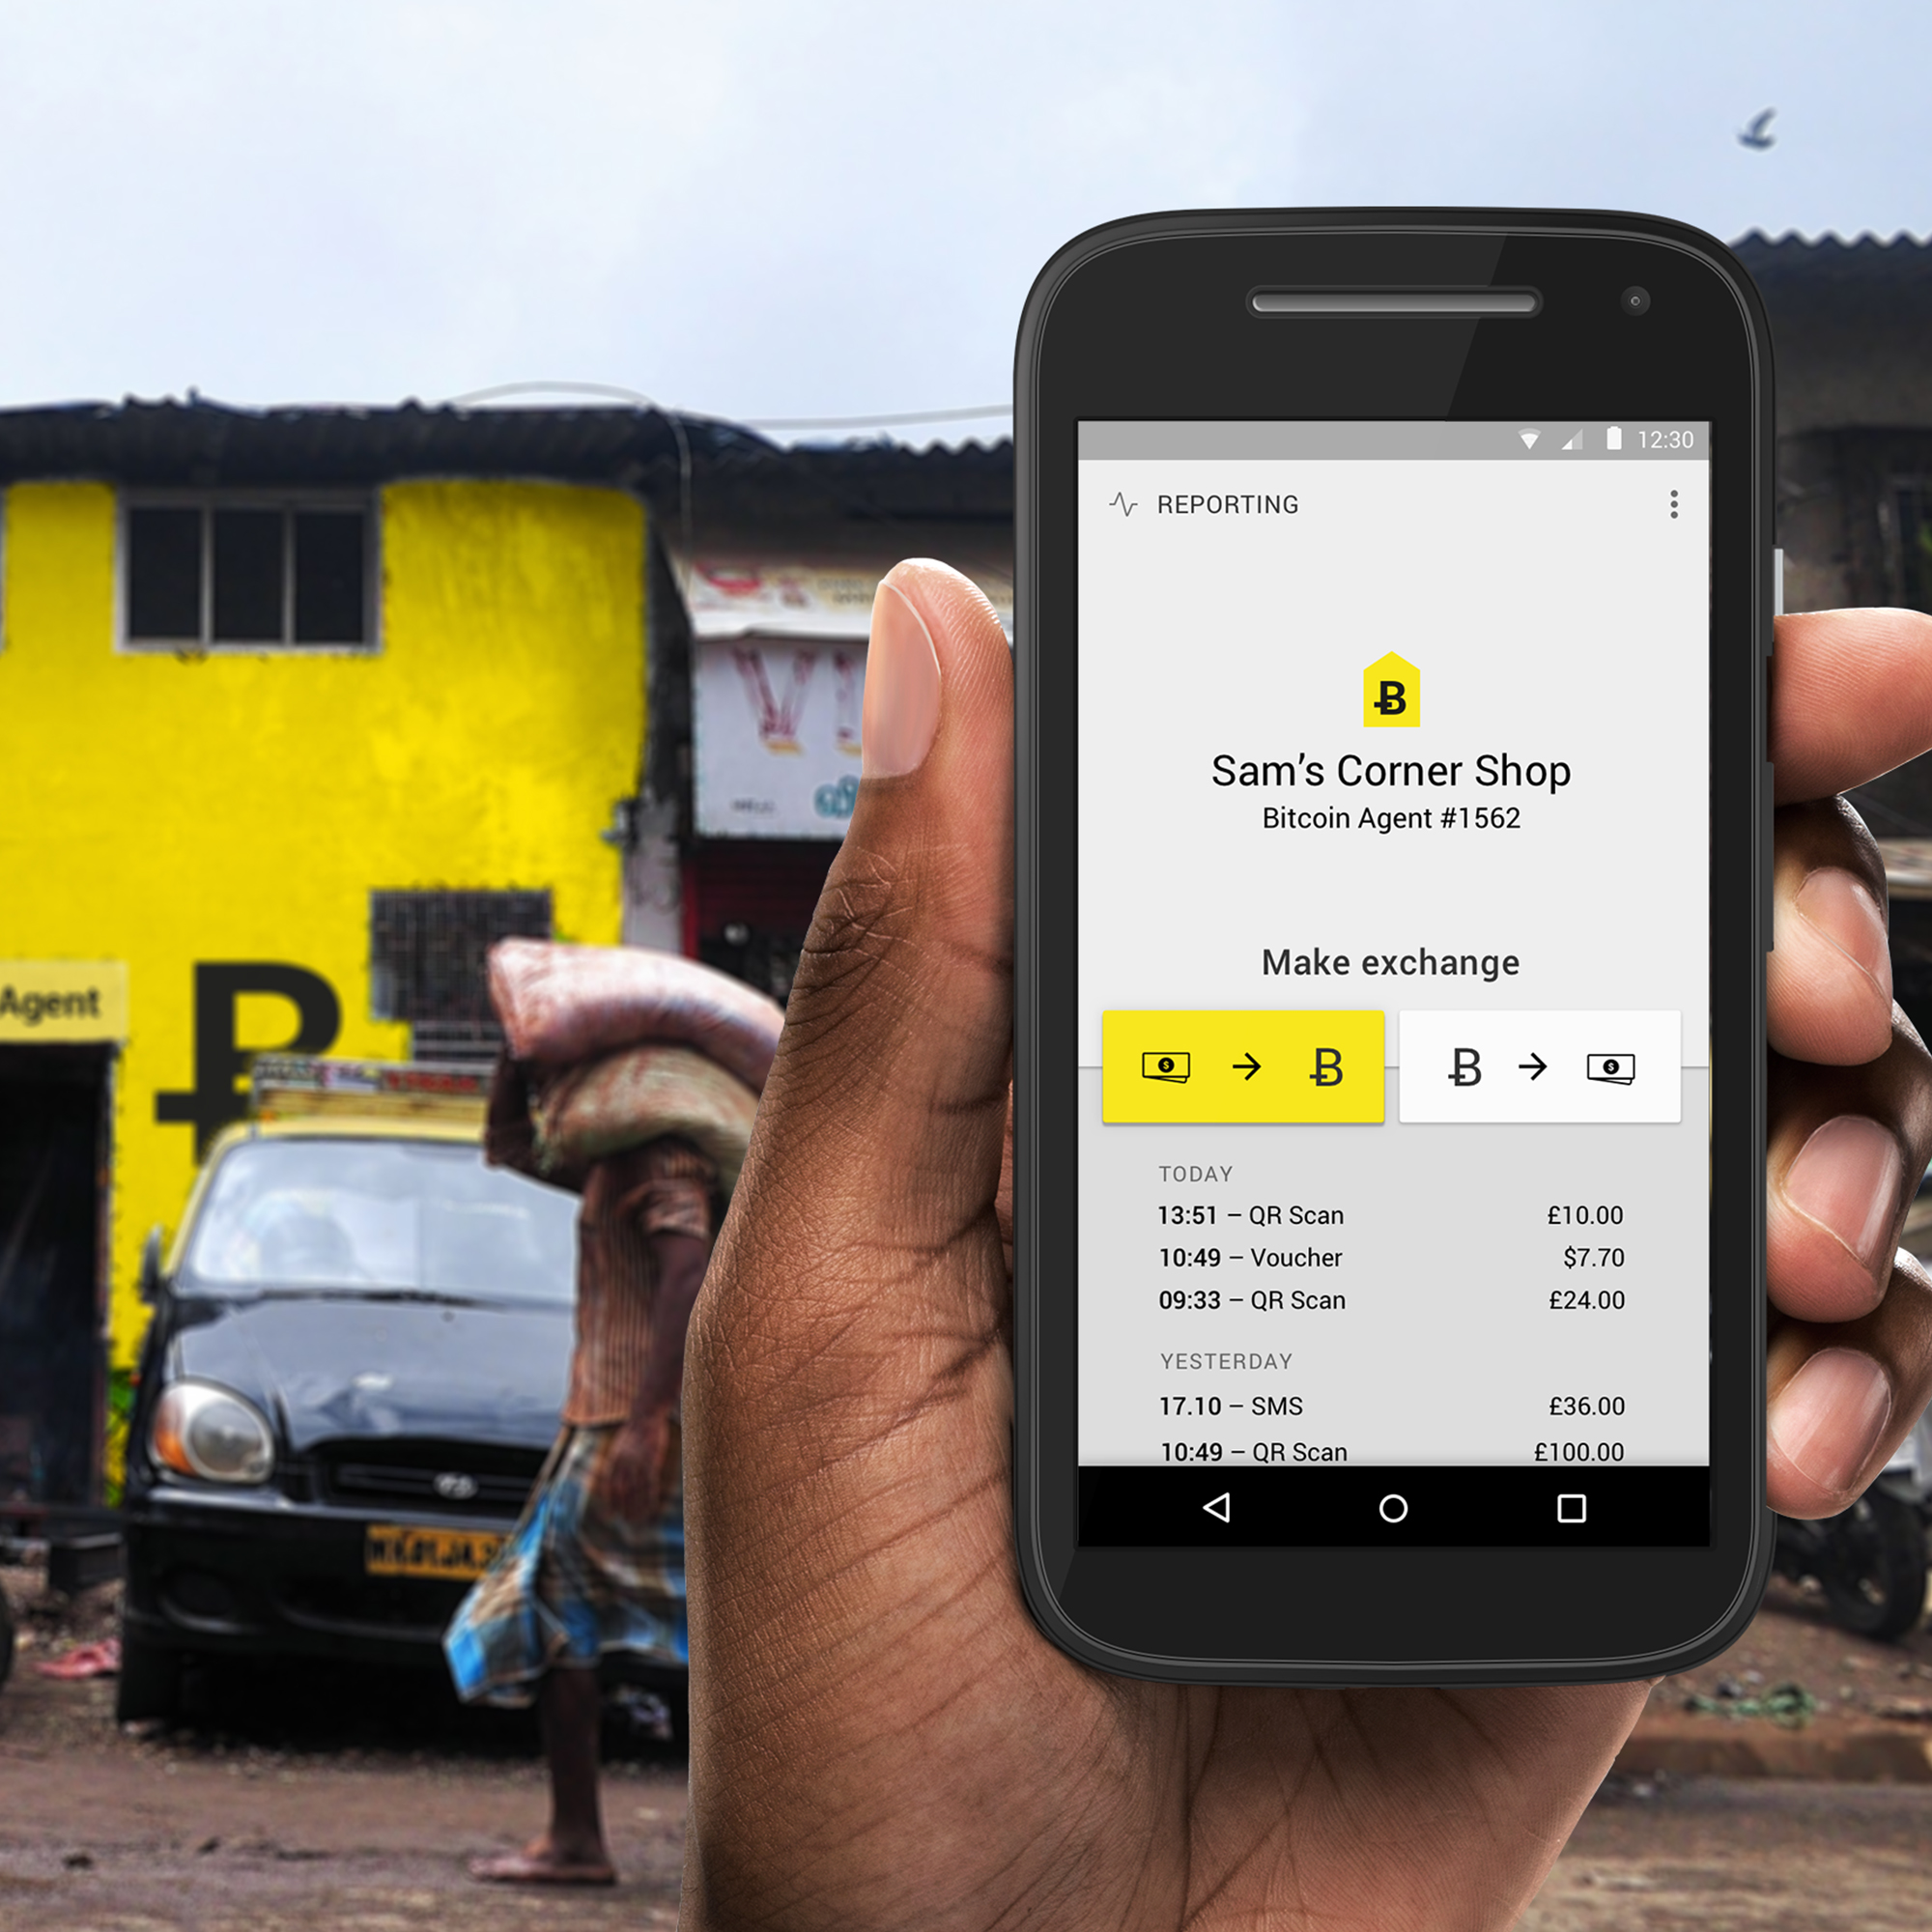 12:30
REPORTING
Sam's Corner Shop
Bitcoin Agent #1562
Make exchange
TODAY
13:51 – QR Scan £10.00
10:49 – Voucher $7.70
09:33 – QR Scan £24.00
YESTERDAY
17.10 – SMS £36.00
10:49 – QR Scan £100.00
Agent